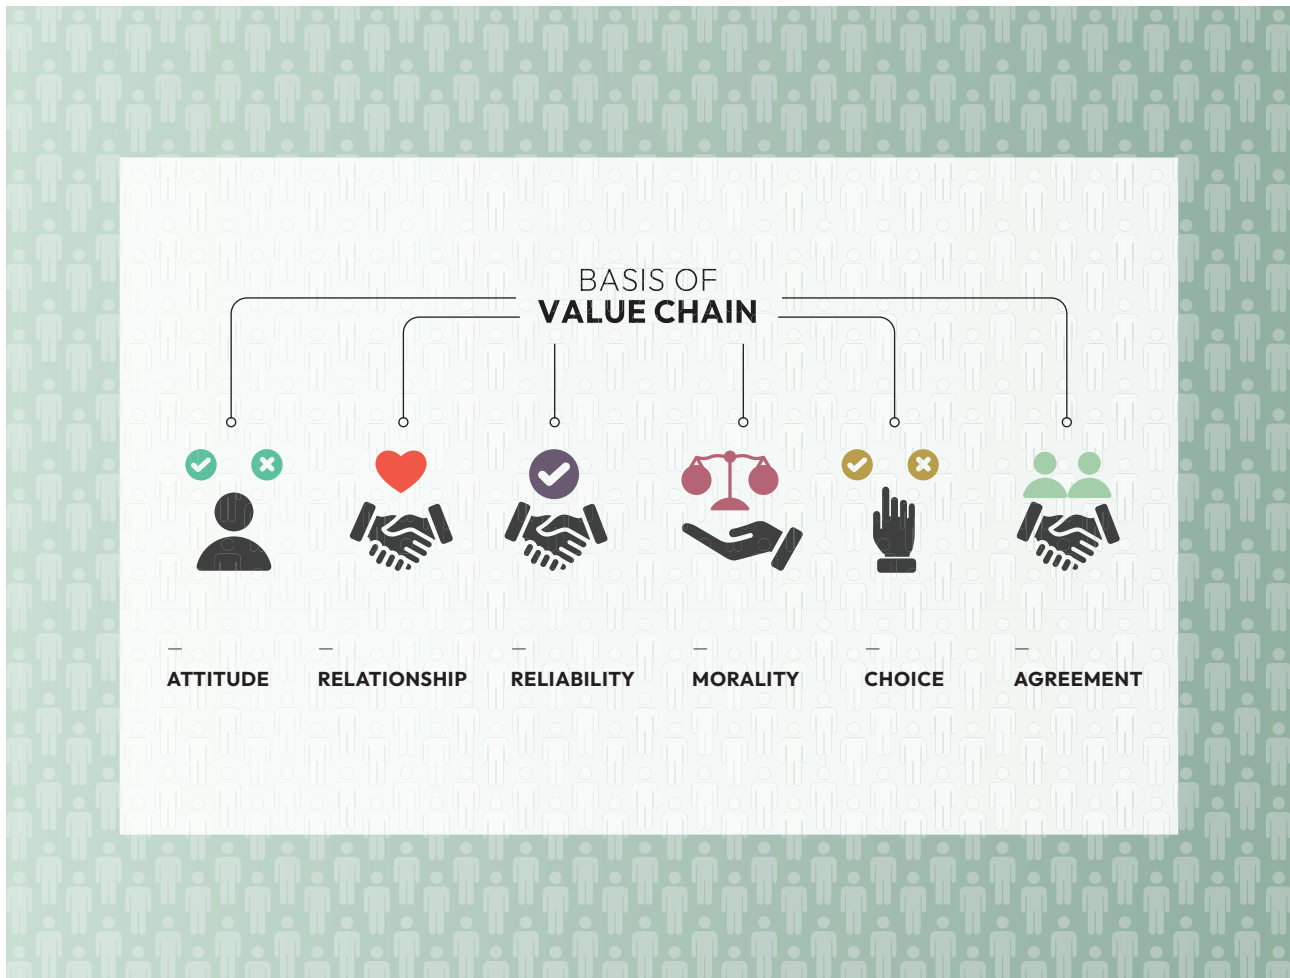 BASIS OF
VALUE CHAIN
ATTITUDE
RELATIONSHIP
RELIABILITY
MORALITY
CHOICE
AGREEMENT